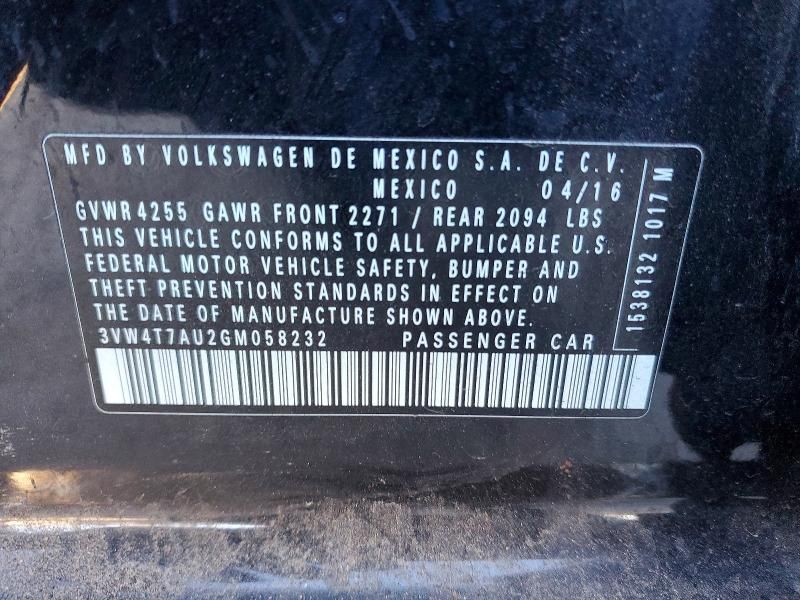 MFD BY VOLKSWAGEN DE MEXICO S.A. DE C.V.
MEXICO 04/16
GVWR 4255 GAWR FRONT 2271 / REAR 2094 LBS
THIS VEHICLE CONFORMS TO ALL APPLICABLE U.S.
FEDERAL MOTOR VEHICLE SAFETY, BUMPER AND
THEFT PREVENTION STANDARDS IN EFFECT ON
THE DATE OF MANUFACTURE SHOWN ABOVE.
3VW4T7AU2GM058232 PASSENGER CAR
1538132 1017 M